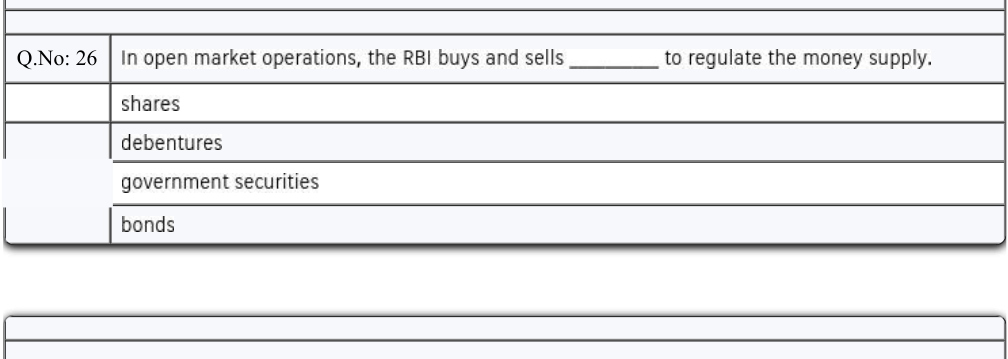 Q.No: 26 In open market operations, the RBI buys and sells _________ to regulate the money supply.
shares
debentures
government securities
bonds